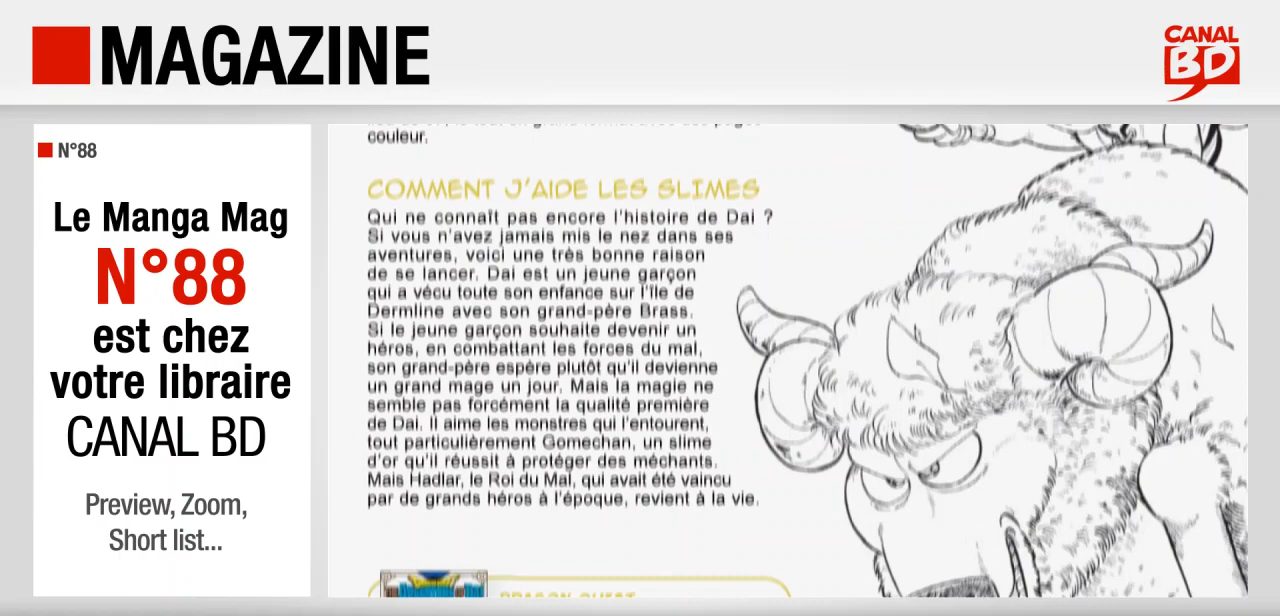 MAGAZINE
CANAL
BD
N°88
Le Manga Mag
N°88
est chez
votre libraire
CANAL BD
Preview, Zoom,
Short list...
couleur.
COMMENT J'AIDE LES SLIMES
Qui ne connaît pas encore l'histoire de Dai ?
Si vous n'avez jamais mis le nez dans ses
aventures, voici une très bonne raison
de se lancer. Dai est un jeune garçon
qui a vécu toute son enfance sur l'île de
Dermline avec son grand-père Brass.
Si le jeune garçon souhaite devenir un
héros, en combattant les forces du mal,
son grand-père espère plutôt qu'il devienne
un grand mage un jour. Mais la magie ne
semble pas forcément la qualité première
de Dai. Il aime les monstres qui l'entourent,
tout particulièrement Gomechan, un slime
d'or qu'il réussit à protéger des méchants.
Mais Hadlar, le Roi du Mal, qui avait été vaincu
par de grands héros à l'époque, revient à la vie.
DRAGON QUEST